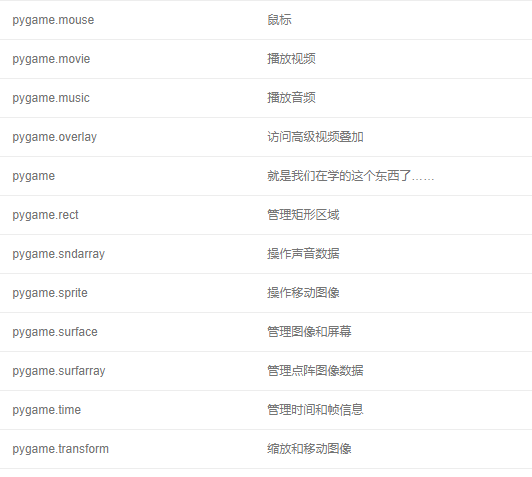 pygame.mouse 鼠标
pygame.movie 播放视频
pygame.music 播放音频
pygame.overlay 访问高级视频叠加
pygame 就是我们在学的这个东西了……
pygame.rect 管理矩形区域
pygame.sndarray 操作声音数据
pygame.sprite 操作移动图像
pygame.surface 管理图像和屏幕
pygame.surfarray 管理点阵图像数据
pygame.time 管理时间和帧信息
pygame.transform 缩放和移动图像